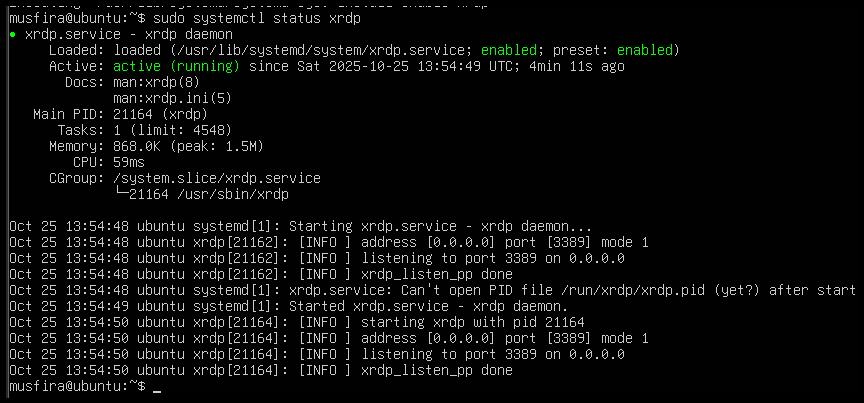 musfira@ubuntu:~$ sudo systemctl status xrdp
● xrdp.service - xrdp daemon
     Loaded: loaded (/usr/lib/systemd/system/xrdp.service; enabled; preset: enabled)
     Active: active (running) since Sat 2025-10-25 13:54:49 UTC; 4min 11s ago
       Docs: man:xrdp(8)
             man:xrdp.ini(5)
   Main PID: 21164 (xrdp)
      Tasks: 1 (limit: 4548)
     Memory: 868.0K (peak: 1.5M)
        CPU: 59ms
     CGroup: /system.slice/xrdp.service
             └─21164 /usr/sbin/xrdp
Oct 25 13:54:48 ubuntu systemd[1]: Starting xrdp.service - xrdp daemon...
Oct 25 13:54:48 ubuntu xrdp[21162]: [INFO ] address [0.0.0.0] port [3389] mode 1
Oct 25 13:54:48 ubuntu xrdp[21162]: [INFO ] listening to port 3389 on 0.0.0.0
Oct 25 13:54:48 ubuntu xrdp[21162]: [INFO ] xrdp_listen_pp done
Oct 25 13:54:48 ubuntu systemd[1]: xrdp.service: Can't open PID file /run/xrdp/xrdp.pid (yet?) after start
Oct 25 13:54:49 ubuntu systemd[1]: Started xrdp.service - xrdp daemon.
Oct 25 13:54:50 ubuntu xrdp[21164]: [INFO ] starting xrdp with pid 21164
Oct 25 13:54:50 ubuntu xrdp[21164]: [INFO ] address [0.0.0.0] port [3389] mode 1
Oct 25 13:54:50 ubuntu xrdp[21164]: [INFO ] listening to port 3389 on 0.0.0.0
Oct 25 13:54:50 ubuntu xrdp[21164]: [INFO ] xrdp_listen_pp done
musfira@ubuntu:~$ _